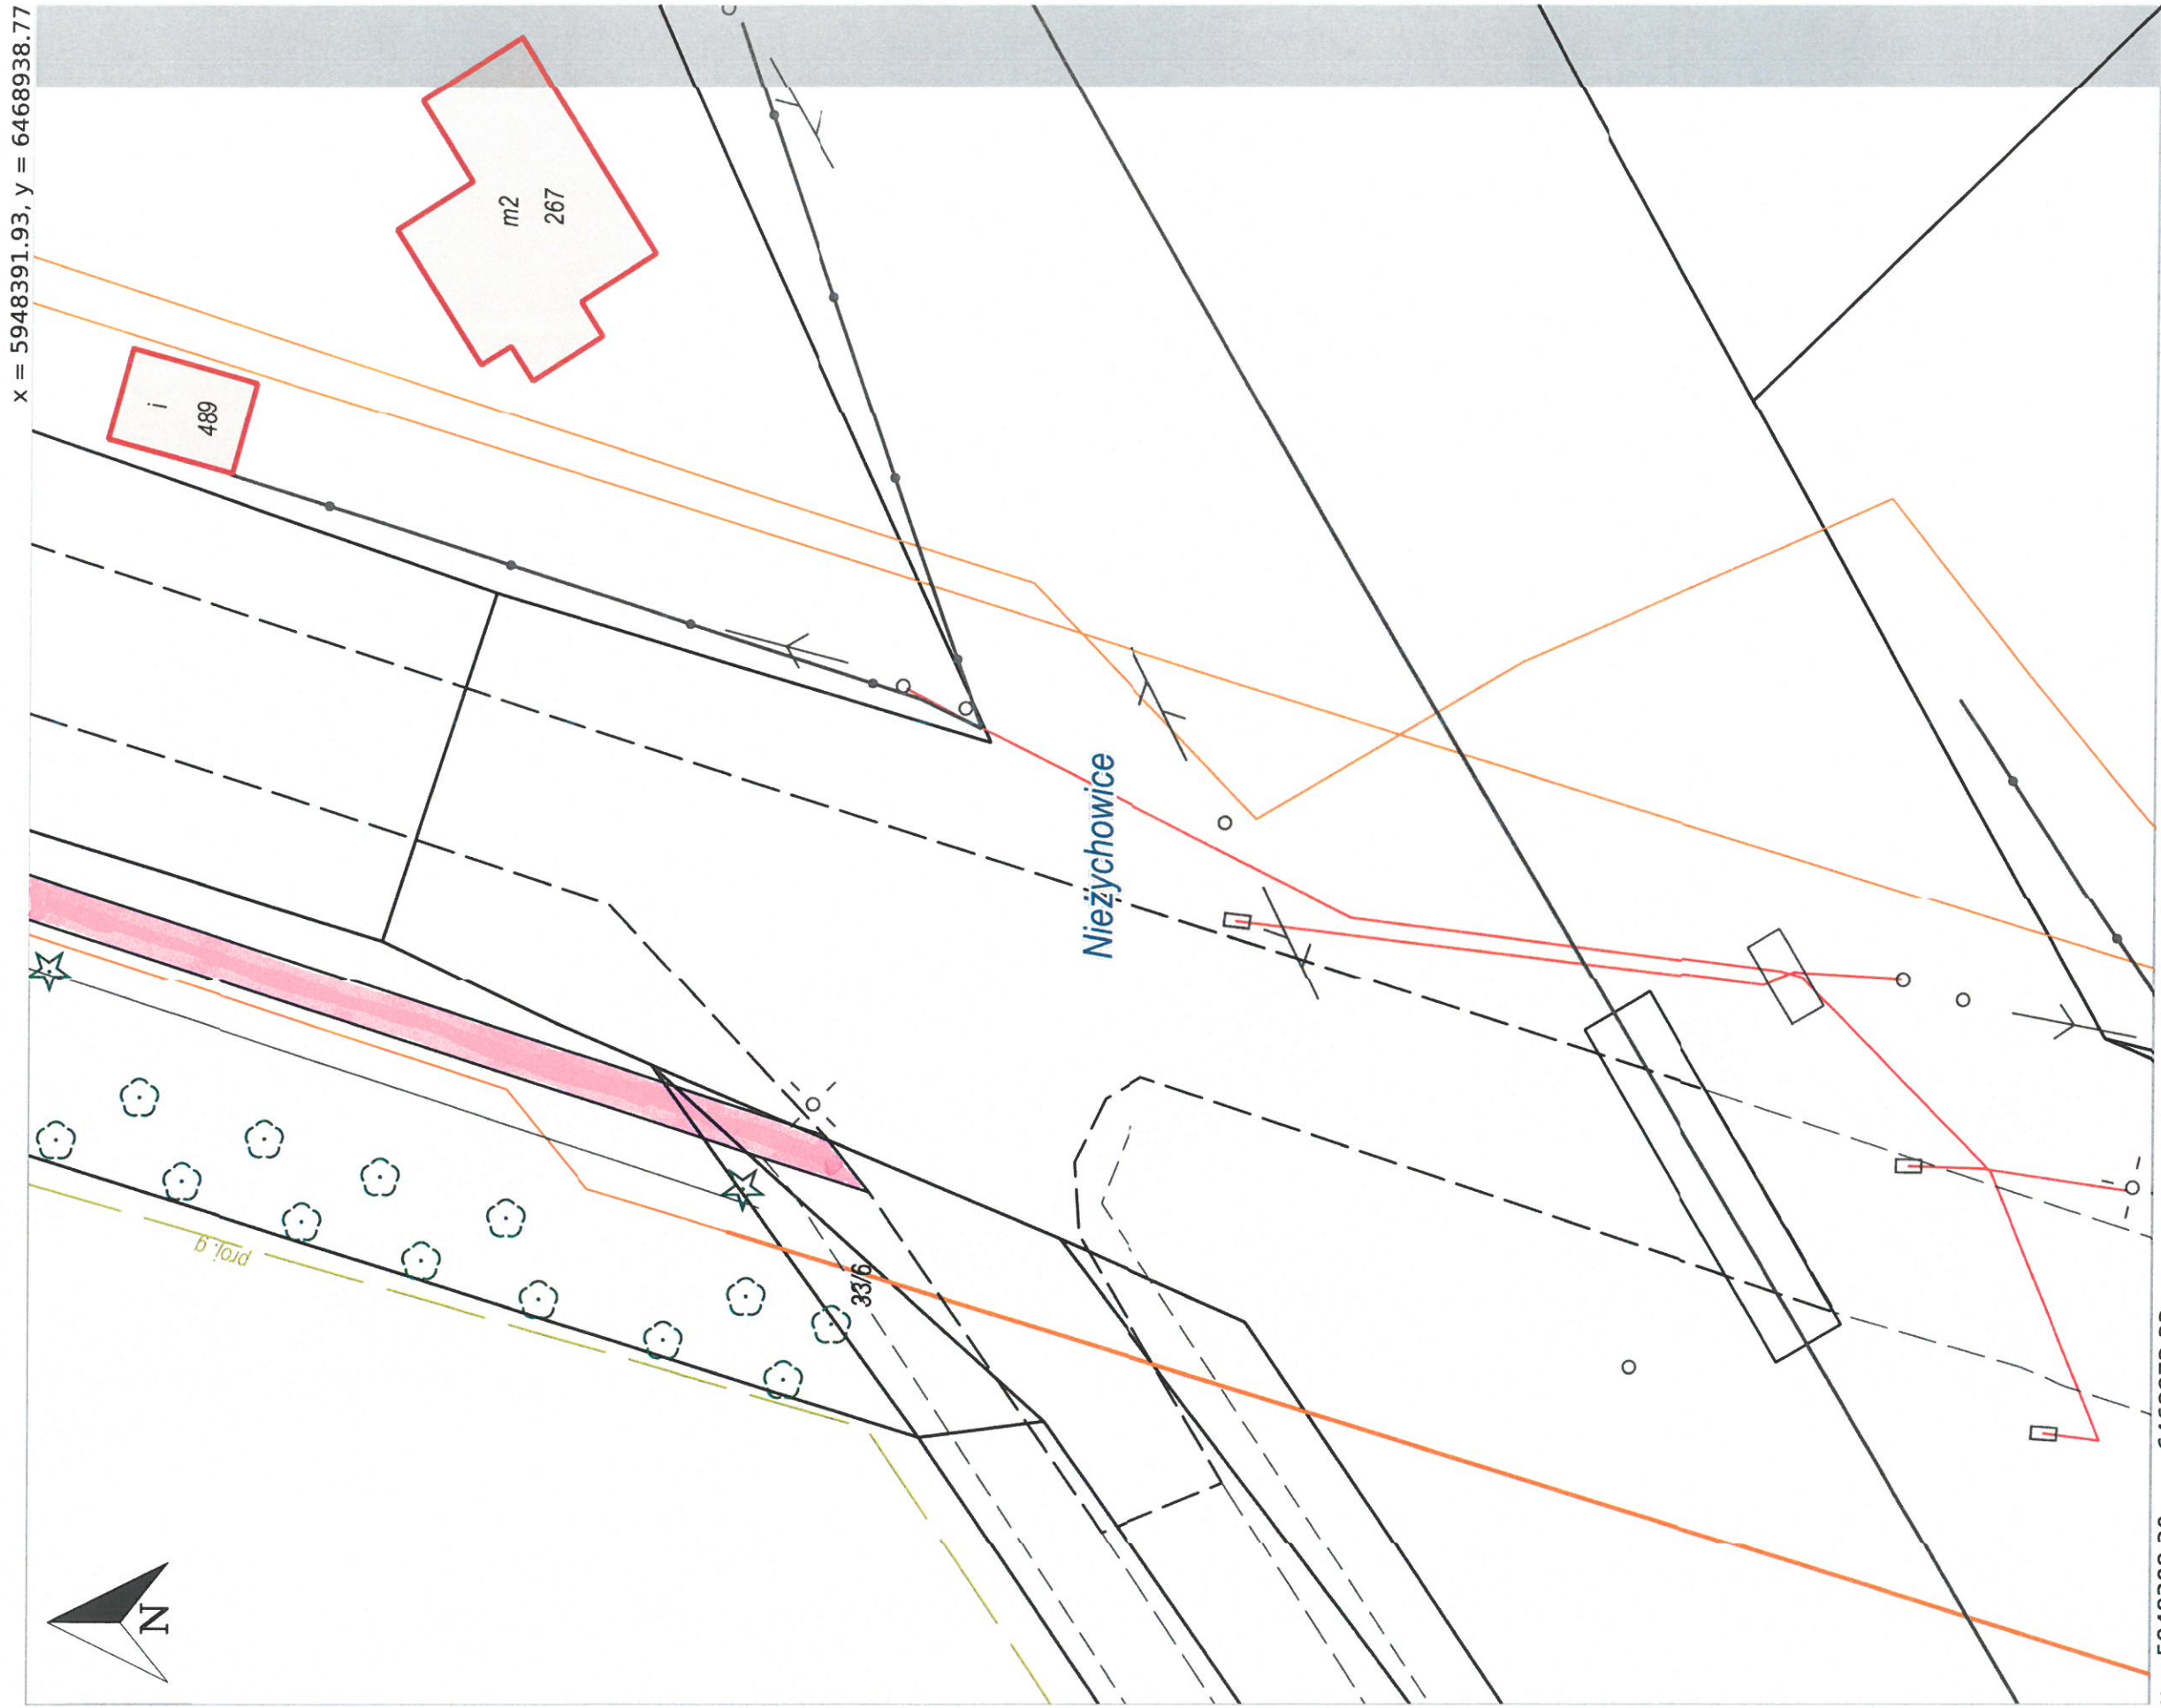 x = 5948391.93, y = 6468938.77
m2
267
i
489
Nieżychowice
proj.g
33/6
N